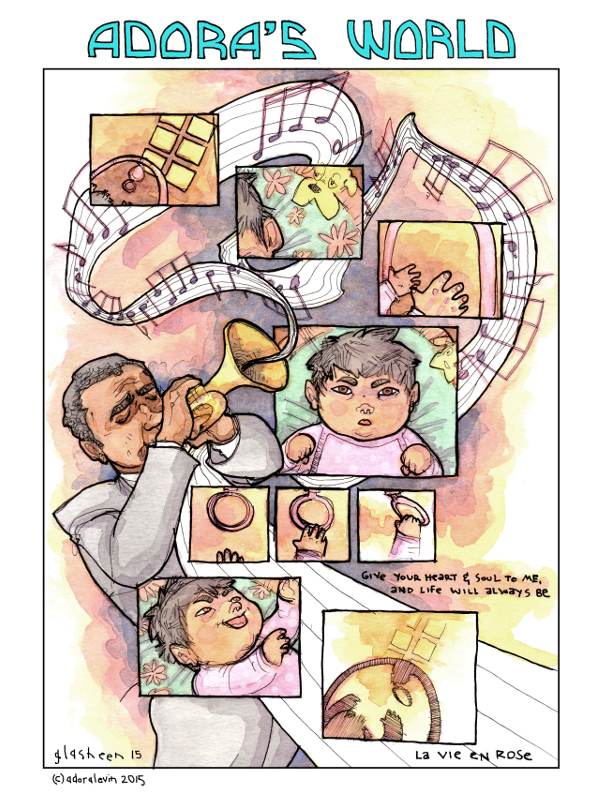 ADORA'S WORLD
GIVE YOUR HEART & SOUL TO ME,
AND LIFE WILL ALWAYS BE
glasheen 15
LA VIE EN ROSE
(c) adoralevin 2015